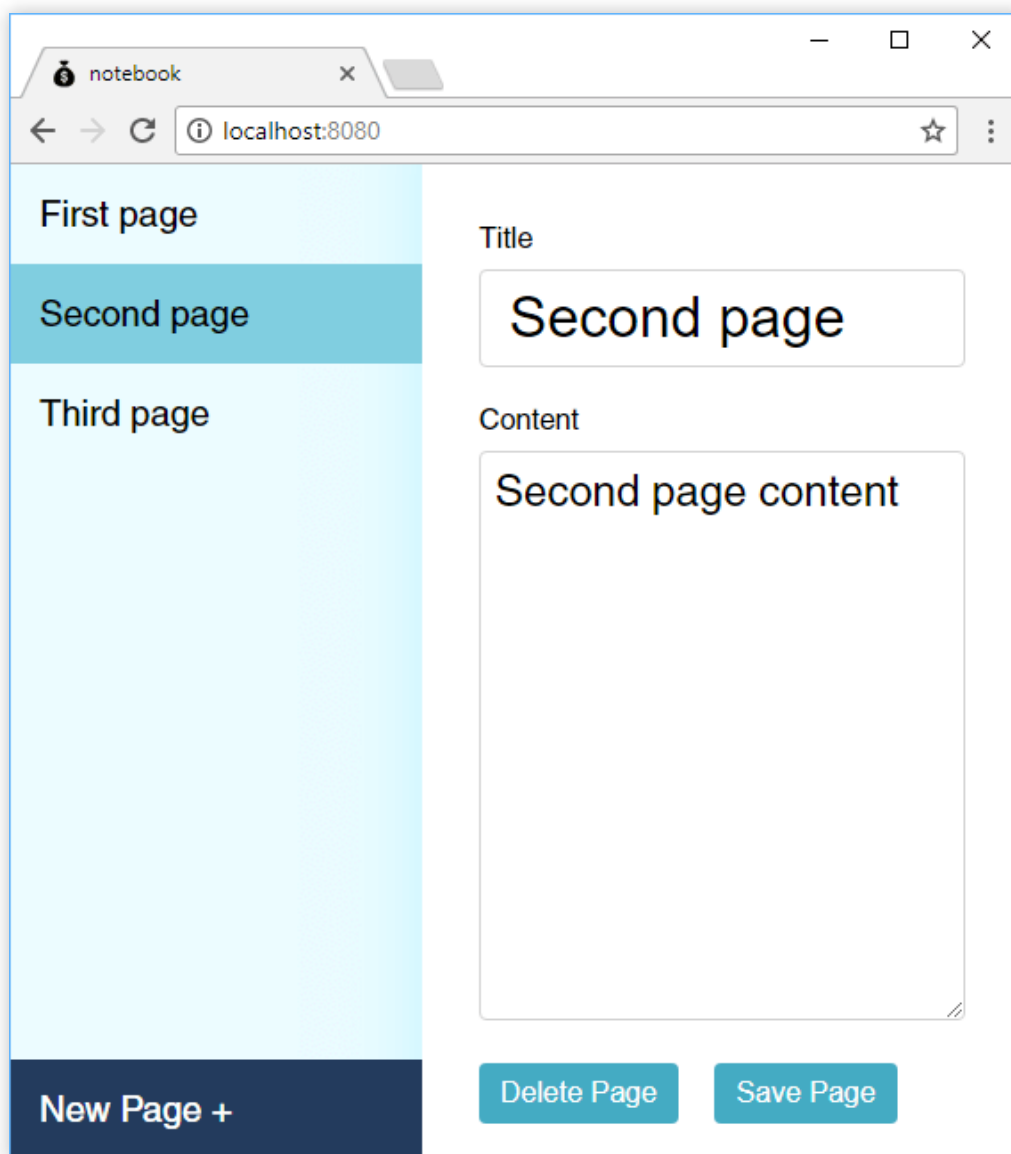 notebook
localhost:8080
First page
Second page
Third page
New Page +
Title
Second page
Content
Second page content
Delete Page
Save Page